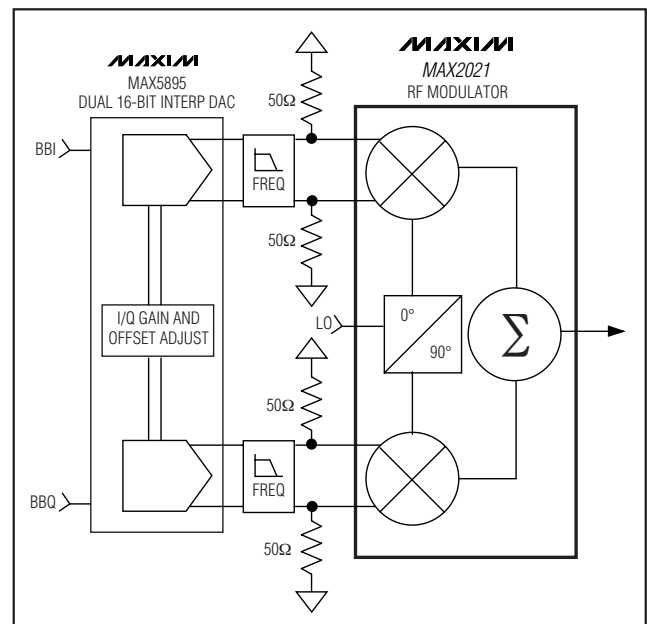 MAXIM
MAX5895
DUAL 16-BIT INTERP DAC
MAXIM
MAX2021
RF MODULATOR
50Ω
BBI
FREQ
50Ω
I/Q GAIN AND
OFFSET ADJUST
LO
0°
90°
Σ
50Ω
BBQ
FREQ
50Ω